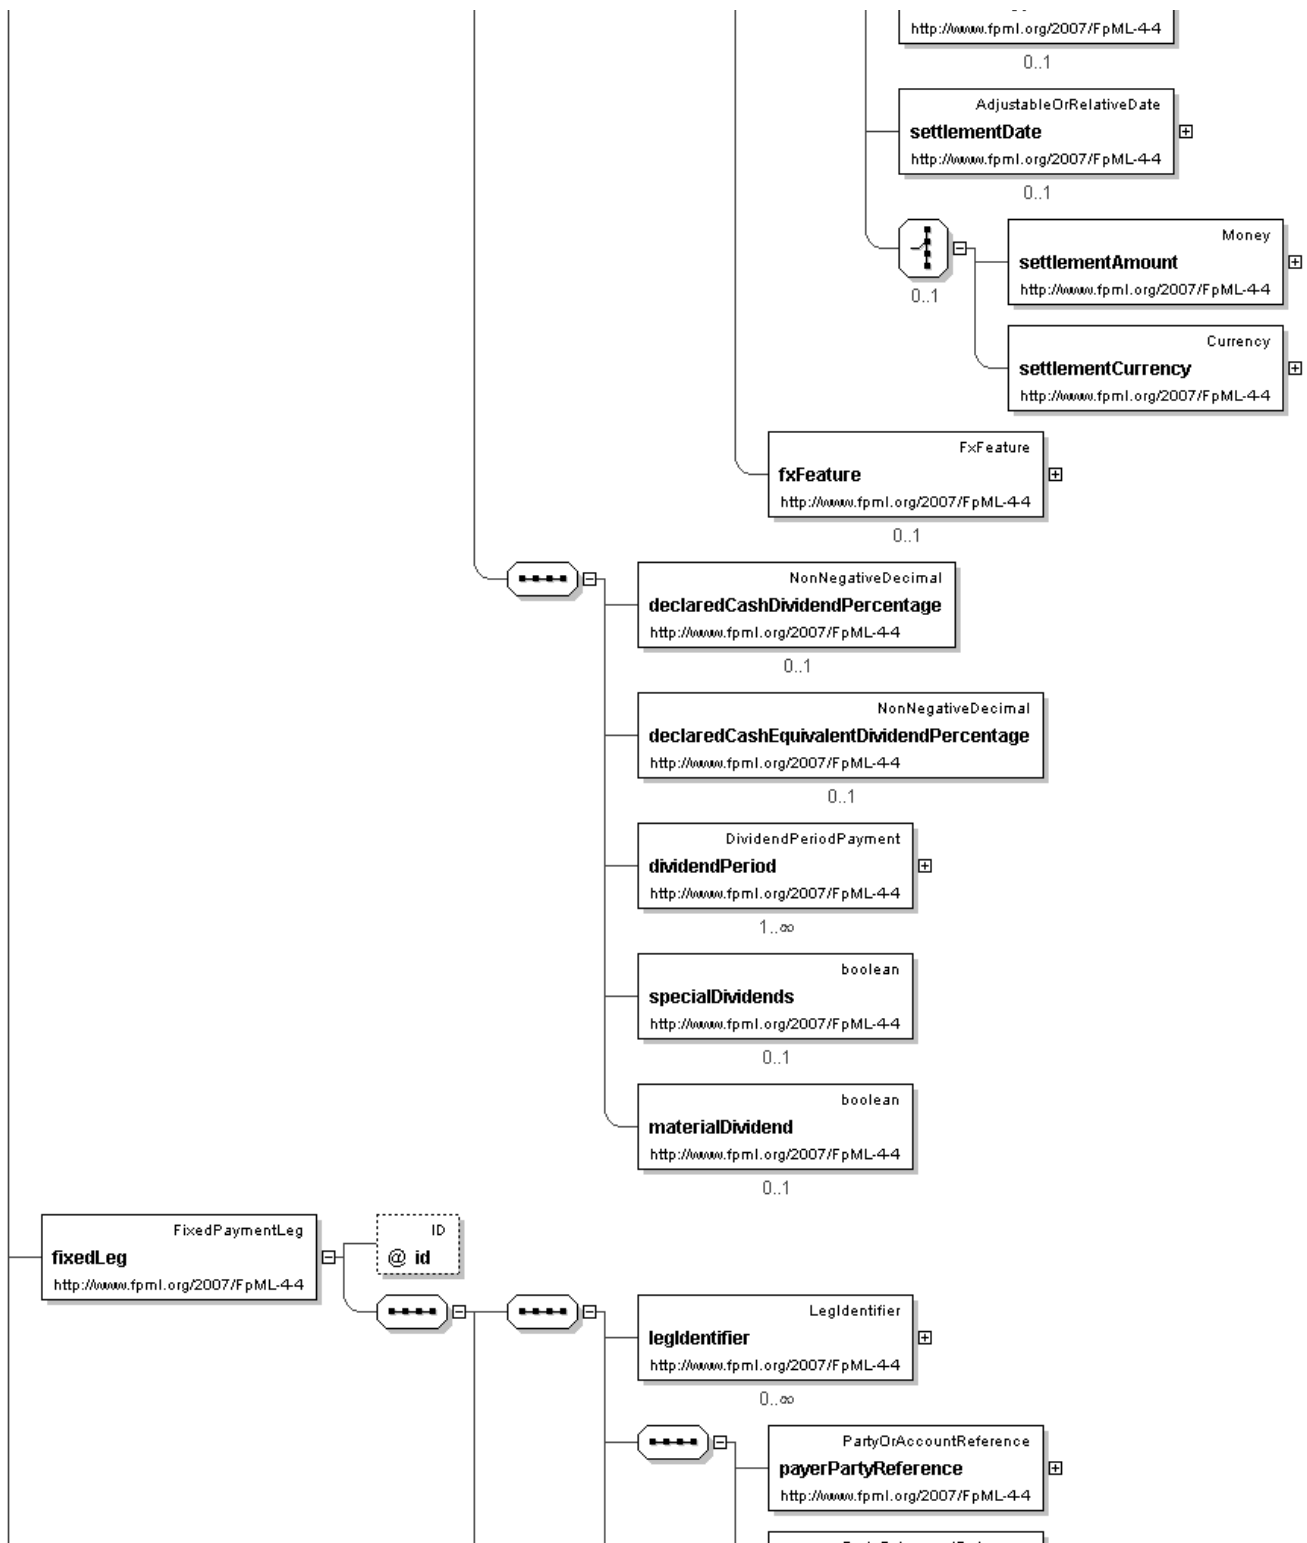 http://www.fpml.org/2007/FpML-4-4
0..1
AdjustableOrRelativeDate
settlementDate
http://www.fpml.org/2007/FpML-4-4
0..1
Money
settlementAmount
http://www.fpml.org/2007/FpML-4-4
0..1
Currency
settlementCurrency
http://www.fpml.org/2007/FpML-4-4
FxFeature
fxFeature
http://www.fpml.org/2007/FpML-4-4
0..1
NonNegativeDecimal
declaredCashDividendPercentage
http://www.fpml.org/2007/FpML-4-4
0..1
NonNegativeDecimal
declaredCashEquivalentDividendPercentage
http://www.fpml.org/2007/FpML-4-4
0..1
DividendPeriodPayment
dividendPeriod
http://www.fpml.org/2007/FpML-4-4
1..∞
boolean
specialDividends
http://www.fpml.org/2007/FpML-4-4
0..1
boolean
materialDividend
http://www.fpml.org/2007/FpML-4-4
0..1
FixedPaymentLeg
fixedLeg
http://www.fpml.org/2007/FpML-4-4
ID
@ id
LegIdentifier
legIdentifier
http://www.fpml.org/2007/FpML-4-4
0..∞
PartyOrAccountReference
payerPartyReference
http://www.fpml.org/2007/FpML-4-4